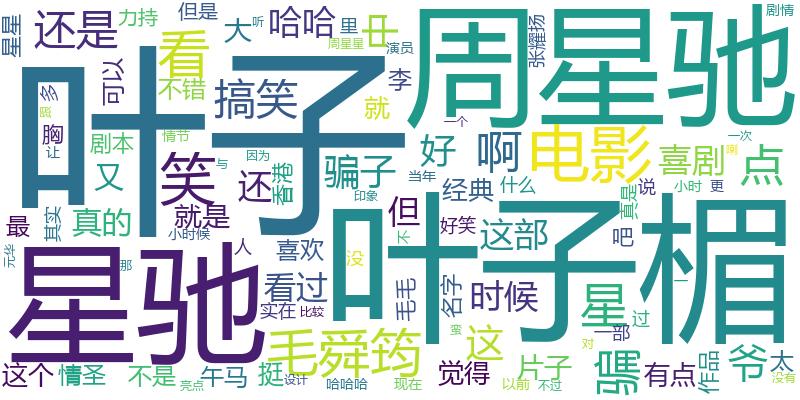 星星
还是
力持
但是
大
听
哈哈
里
中
周星星
演员
周星驰
张耀扬
剧情
看
叶子
多
跟
胸
让
可以
不错
搞笑
李
就
剧本
情节
又
笑
因为
与
还
香港
骗子
印象
当年
好
一个
啊
电影
喜剧
点
一次
啊
经典
什么
真是
说
小时
更
最
其实
真的
就是
小时候
人
喜欢
没
但
不
好笑
这部
叶子楣
吧
元华
那
星驰
看过
实在
比较
毛毛
名字
时候
蛮
星
过
一
一部
对
毛舜筠
这
骗
爷
太
没有
作品
有点
这个
情圣
不是
亮点
午马
挺
设计
哈哈哈
现在
觉得
以前
片子
不过